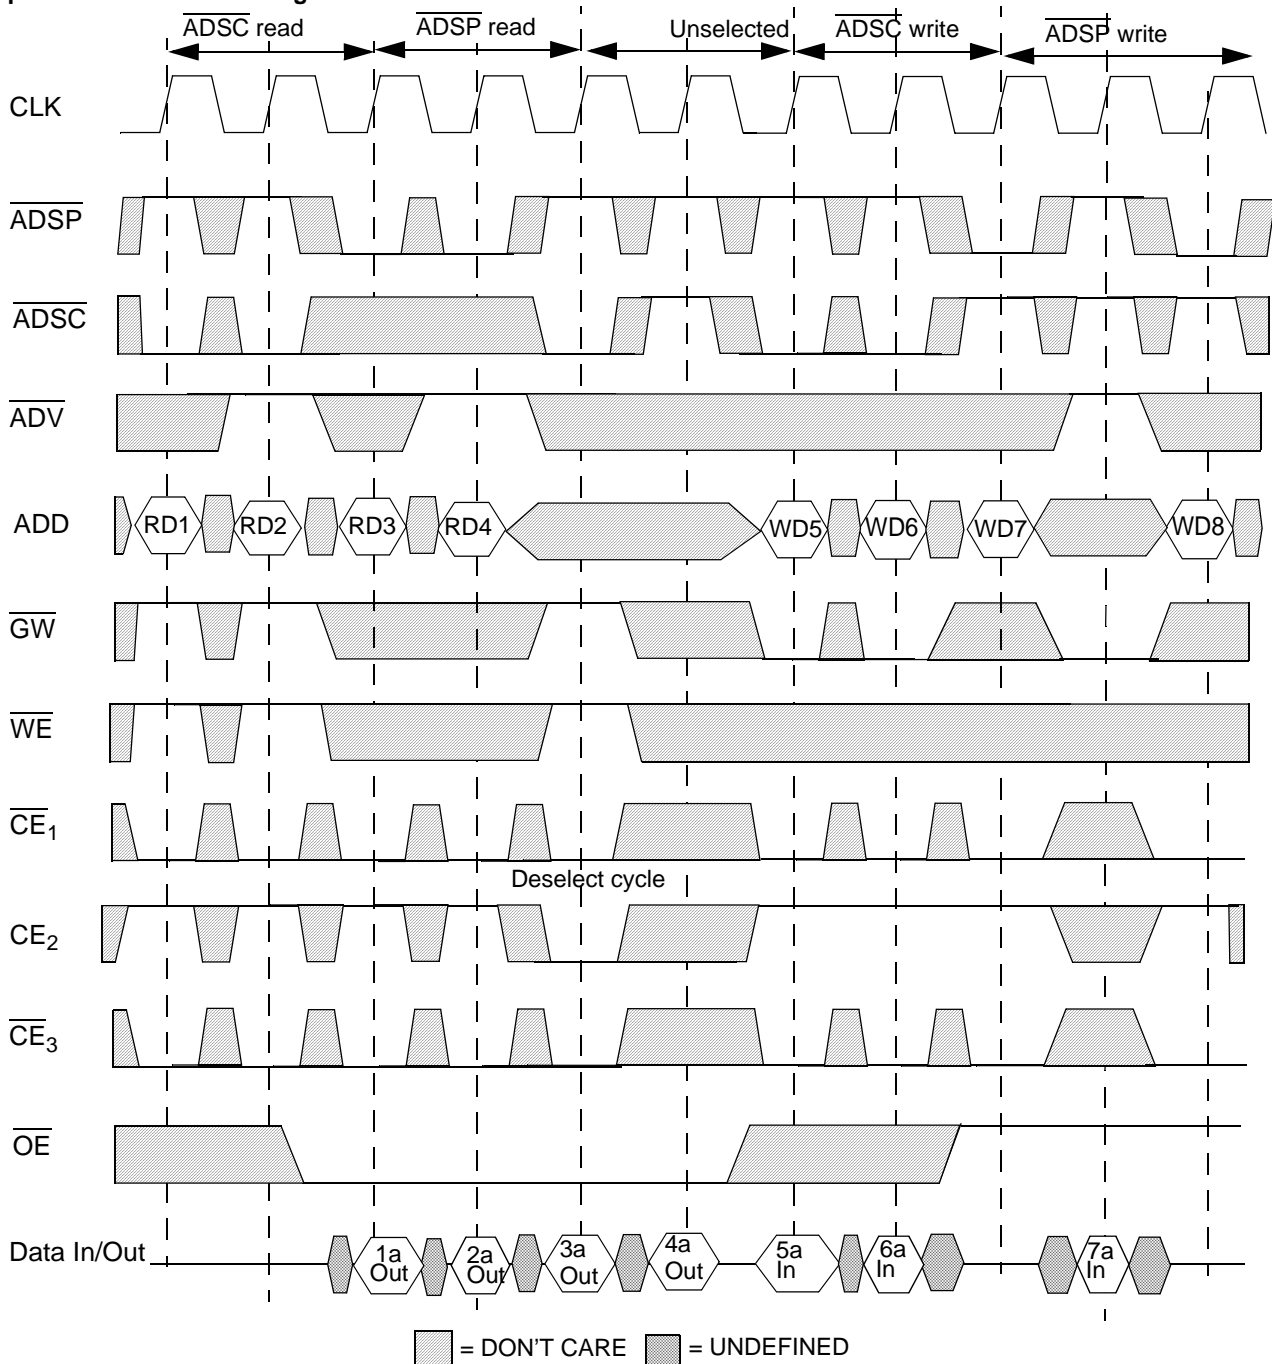 ADSC read
ADSP read
Unselected
ADSC write
ADSP write
CLK
ADSP
ADSC
ADV
ADD
RD1
RD2
RD3
RD4
WD5
WD6
WD7
WD8
GW
WE
CE1
Deselect cycle
CE2
CE3
OE
Data In/Out
1a Out
2a Out
3a Out
4a Out
5a In
6a In
7a In
= DON'T CARE
= UNDEFINED